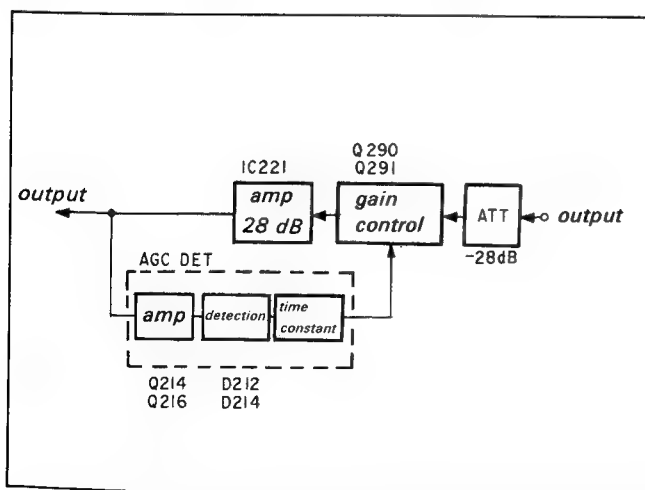 Q290
Q291
IC221
output
amp
28 dB
gain
control
ATT
output
-28dB
AGC DET
amp
detection
time
constant
Q214
Q216
D212
D214